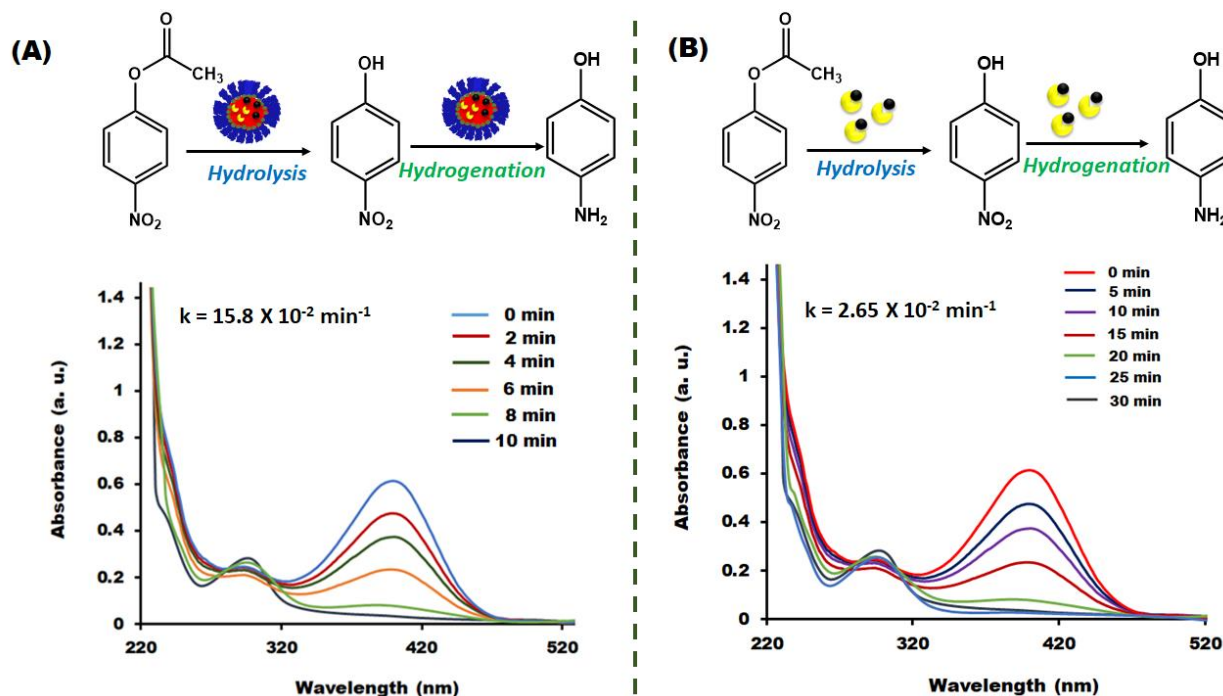 (A)
O
O
CH3
Hydrolysis
NO2
OH
Hydrogenation
NO2
OH
NH2
k = 15.8 X 10-2 min-1
0 min
2 min
4 min
6 min
8 min
10 min
Absorbance (a. u.)
1.4
1.2
1
0.8
0.6
0.4
0.2
0
220
320
420
520
Wavelength (nm)
(B)
O
O
CH3
Hydrolysis
NO2
OH
Hydrogenation
NO2
OH
NH2
k = 2.65 X 10-2 min-1
0 min
5 min
10 min
15 min
20 min
25 min
30 min
Absorbance (a. u.)
1.4
1.2
1
0.8
0.6
0.4
0.2
0
220
320
420
520
Wavelength (nm)